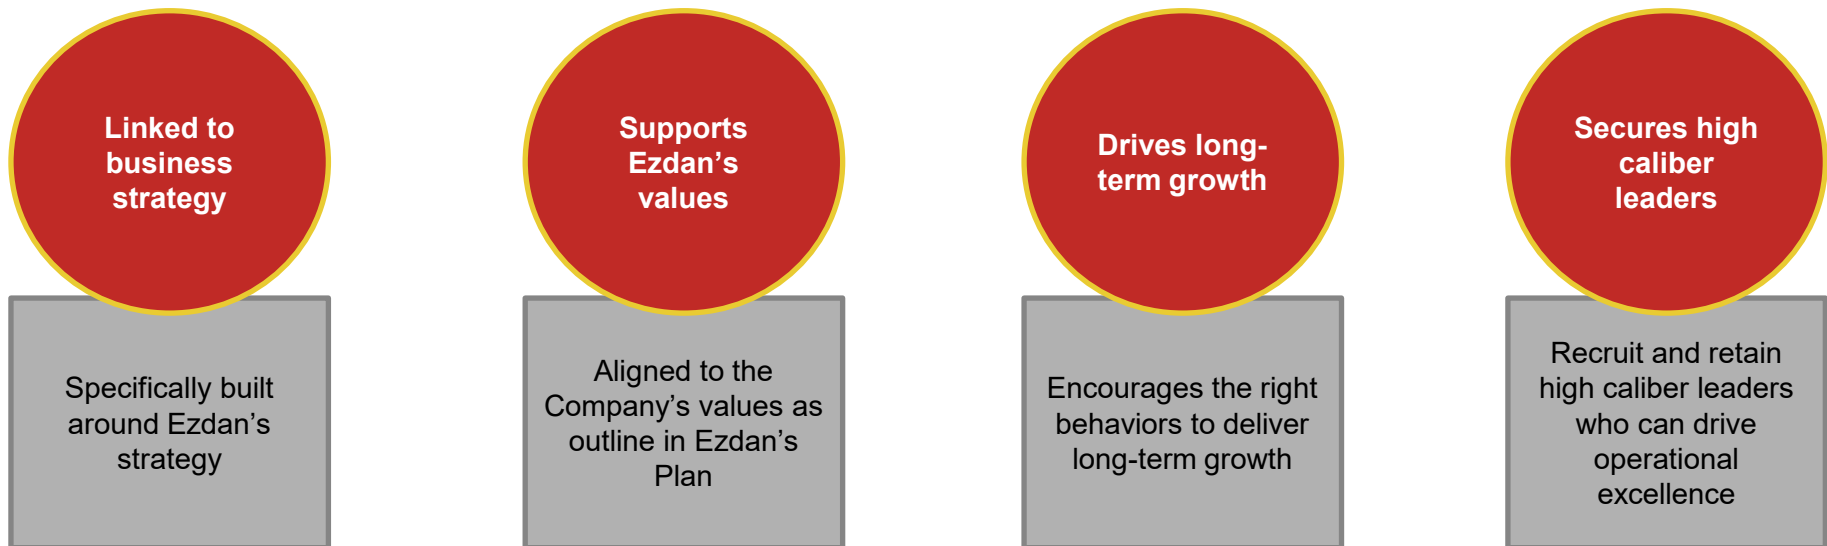 Linked to
business
strategy
Specifically built
around Ezdan’s
strategy
Supports
Ezdan’s
values
Aligned to the
Company’s values as
outline in Ezdan’s
Plan
Drives long-
term growth
Encourages the right
behaviors to deliver
long-term growth
Secures high
caliber
leaders
Recruit and retain
high caliber leaders
who can drive
operational
excellence